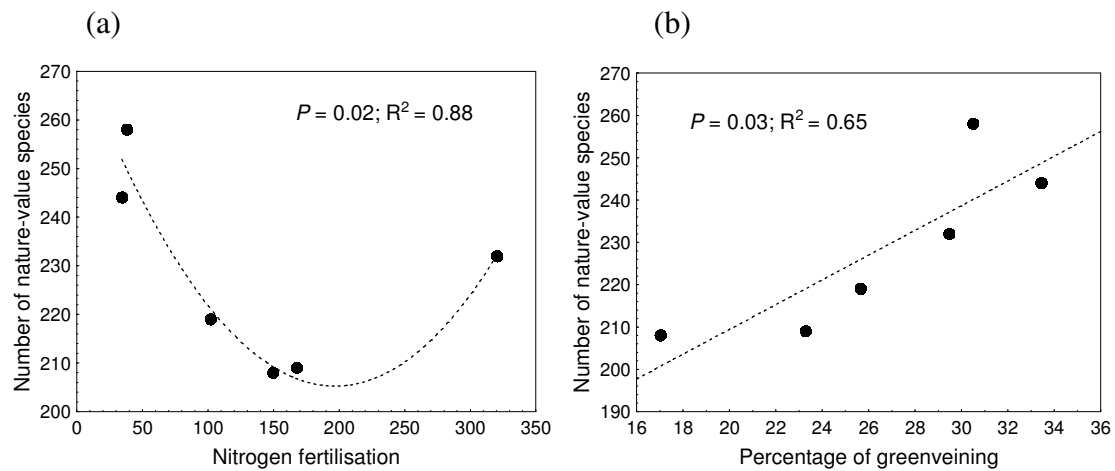 (a)
Number of nature-value species
270
260
250
240
230
220
210
200
P = 0.02; R² = 0.88
0 50 100 150 200 250 300 350
Nitrogen fertilisation
(b)
Number of nature-value species
270
260
250
240
230
220
210
200
190
P = 0.03; R² = 0.65
16 18 20 22 24 26 28 30 32 34 36
Percentage of greenveining